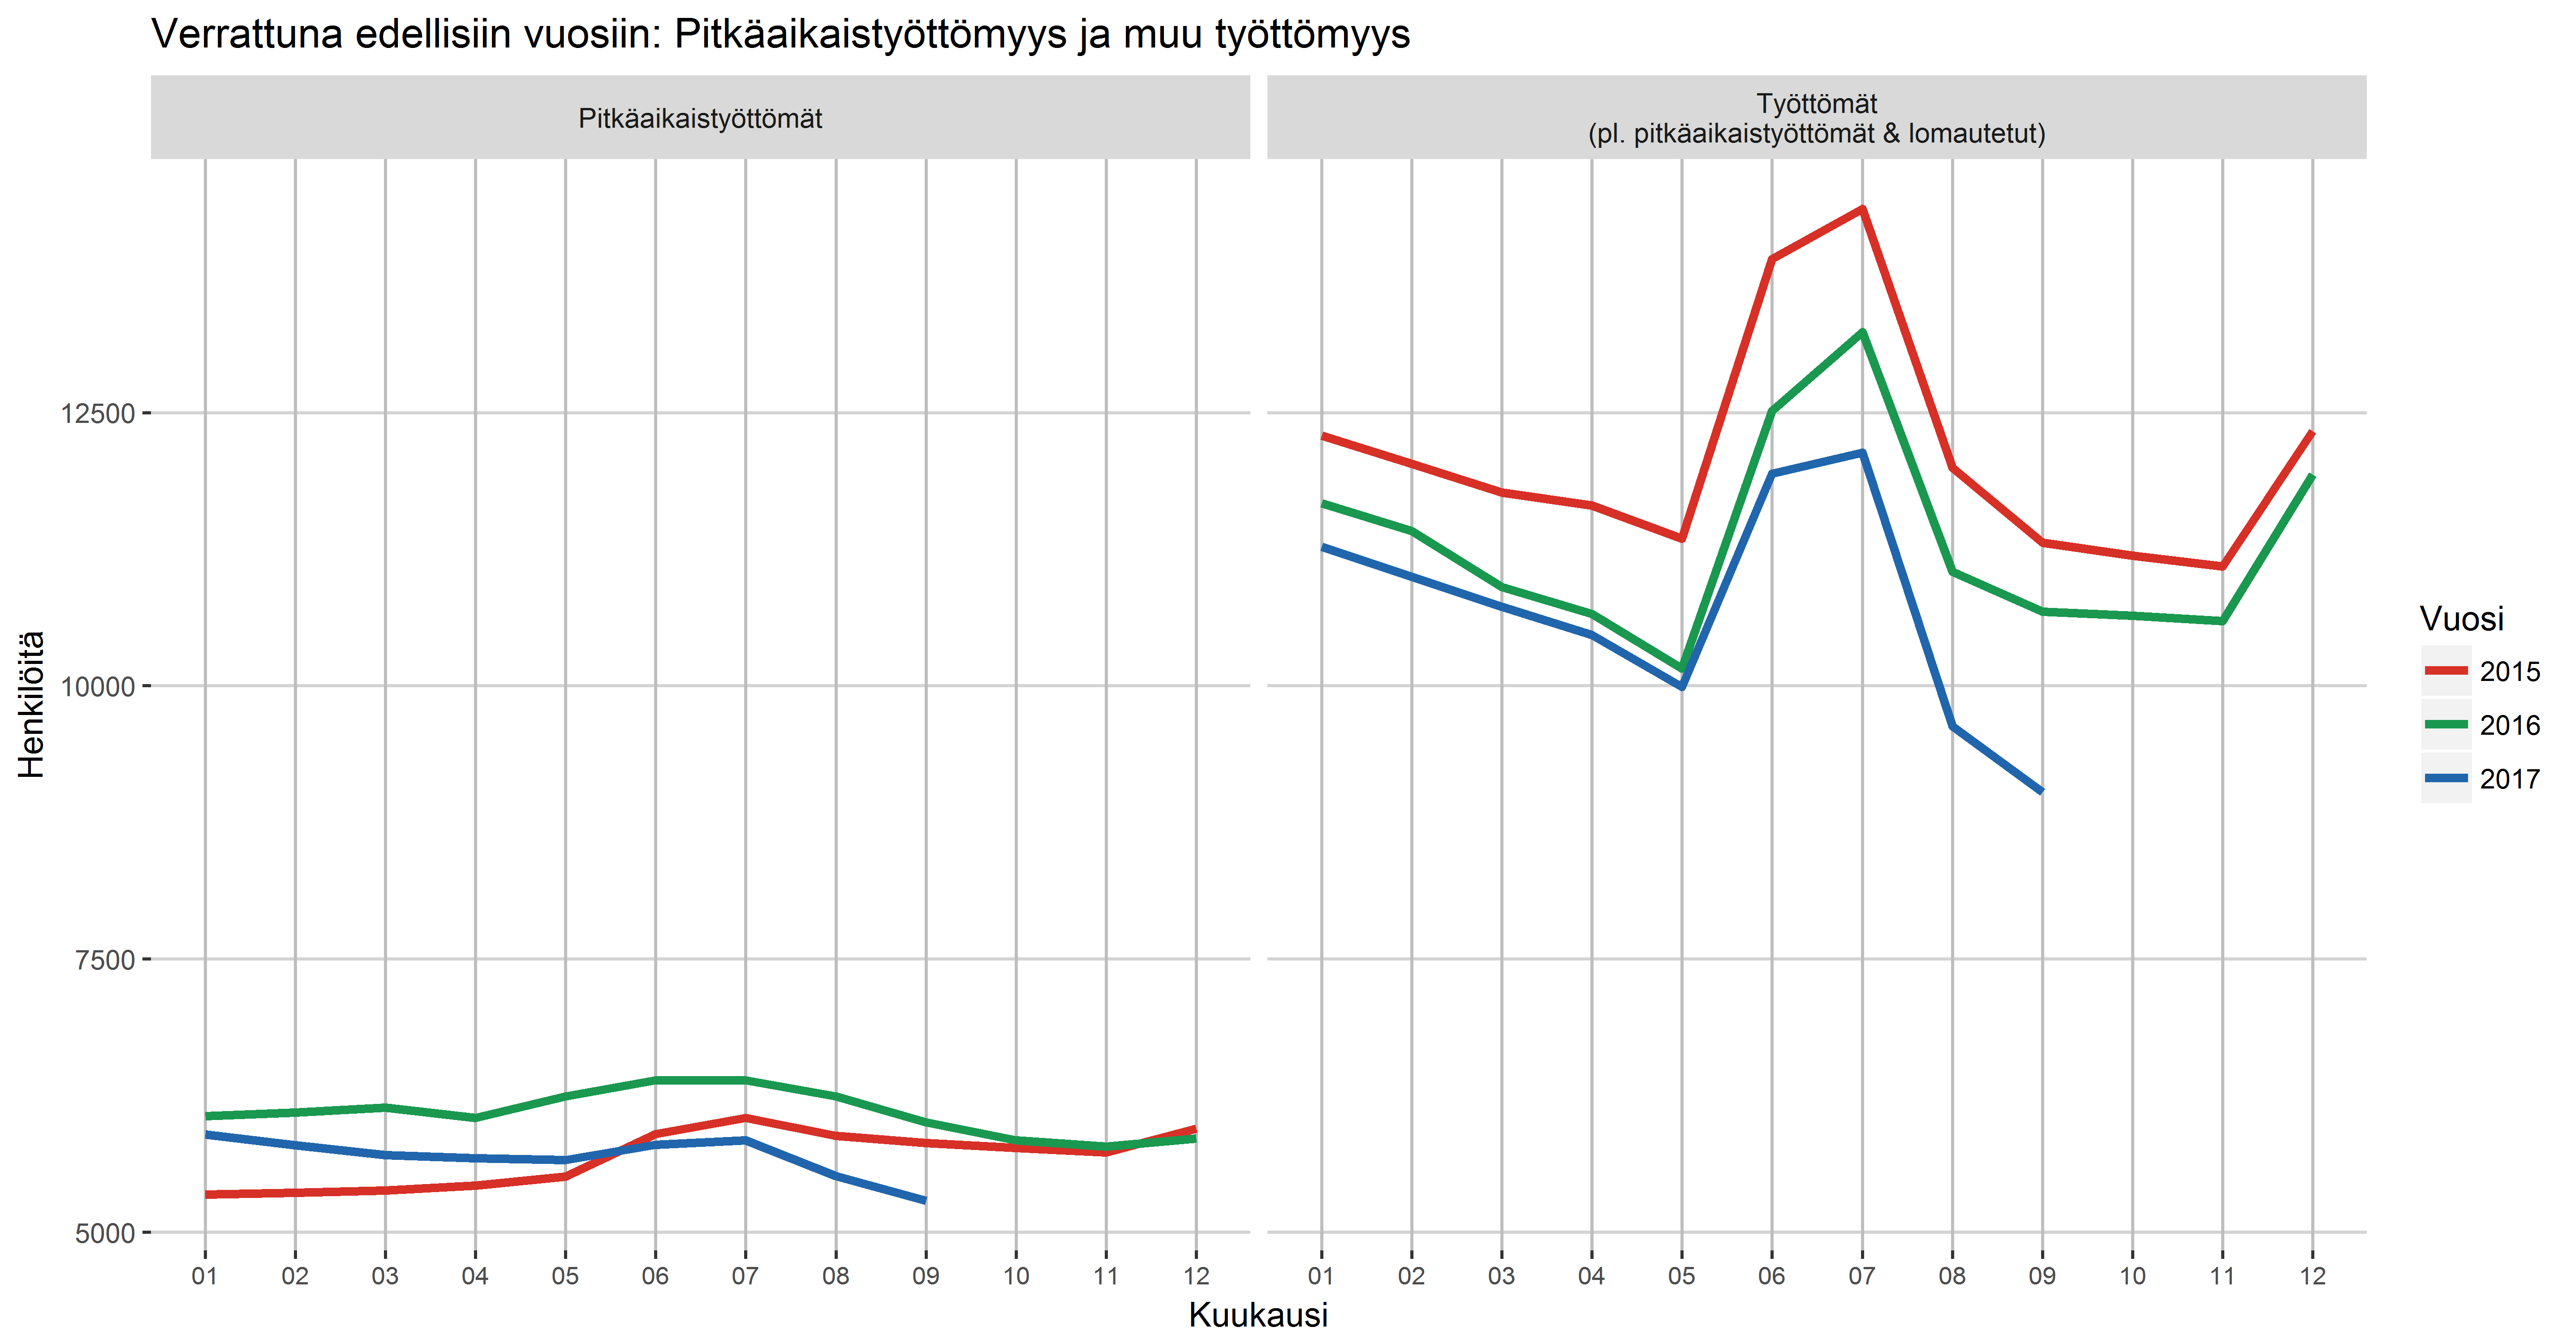 Verrattuna edellisiin vuosiin: Pitkäaikaistyöttömyys ja muu työttömyys
Pitkäaikaistyöttömät
Työttömät
(pl. pitkäaikaistyöttömät & lomautetut)
Henkilöitä
12500
10000
7500
5000
01 02 03 04 05 06 07 08 09 10 11 12
01 02 03 04 05 06 07 08 09 10 11 12
Kuukausi
Vuosi
2015
2016
2017